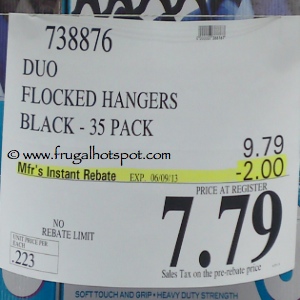 738876
DUO
FLOCKED HANGERS
BLACK - 35 PACK
www.frugalhotspot.com
9.79
Mfr's Instant Rebate EXP. 06/09/13 -2.00
PRICE AT REGISTER
7.79
NO
REBATE LIMIT
UNIT PRICE PER
EACH
.223
Sales Tax on the pre-rebate price
SOFT TOUCH AND GRIP • HEAVY DUTY STRENGTH